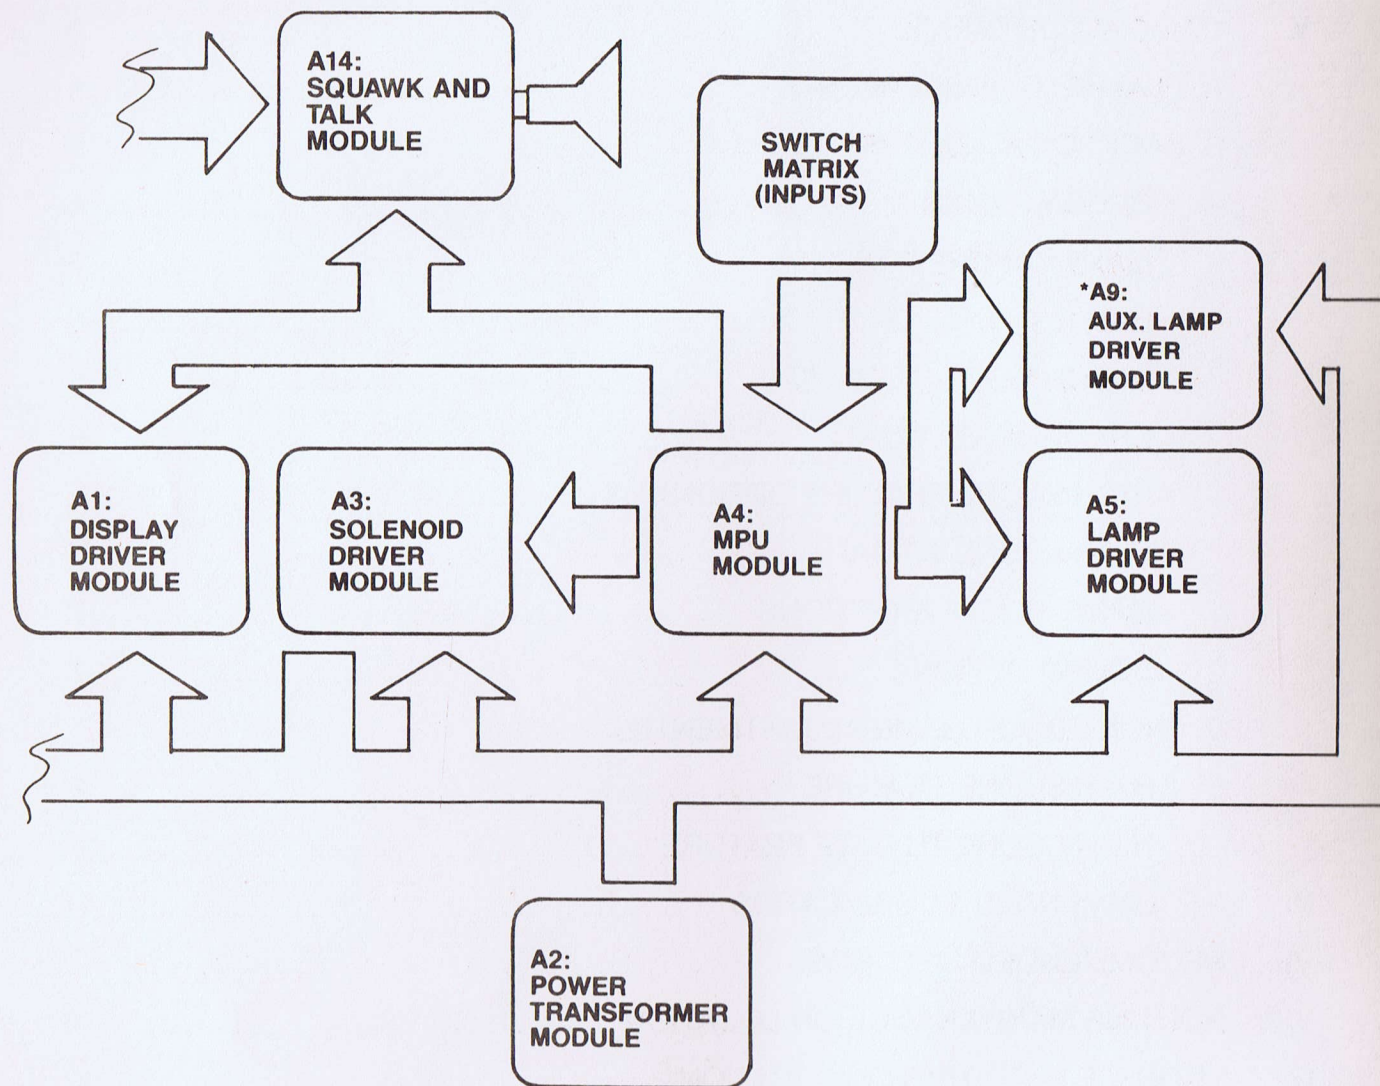 A14:
SQUAWK AND
TALK
MODULE
SWITCH
MATRIX
(INPUTS)
*A9:
AUX. LAMP
DRIVER
MODULE
A1:
DISPLAY
DRIVER
MODULE
A3:
SOLENOID
DRIVER
MODULE
A4:
MPU
MODULE
A5:
LAMP
DRIVER
MODULE
A2:
POWER
TRANSFORMER
MODULE